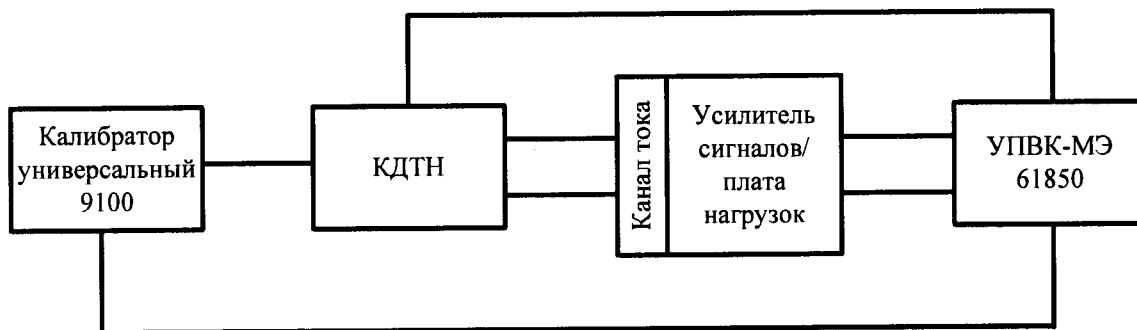 Калибратор
универсальный
9100
КДТН
Канал тока
Усилитель
сигналов/
плата
нагрузок
УПВК-МЭ
61850